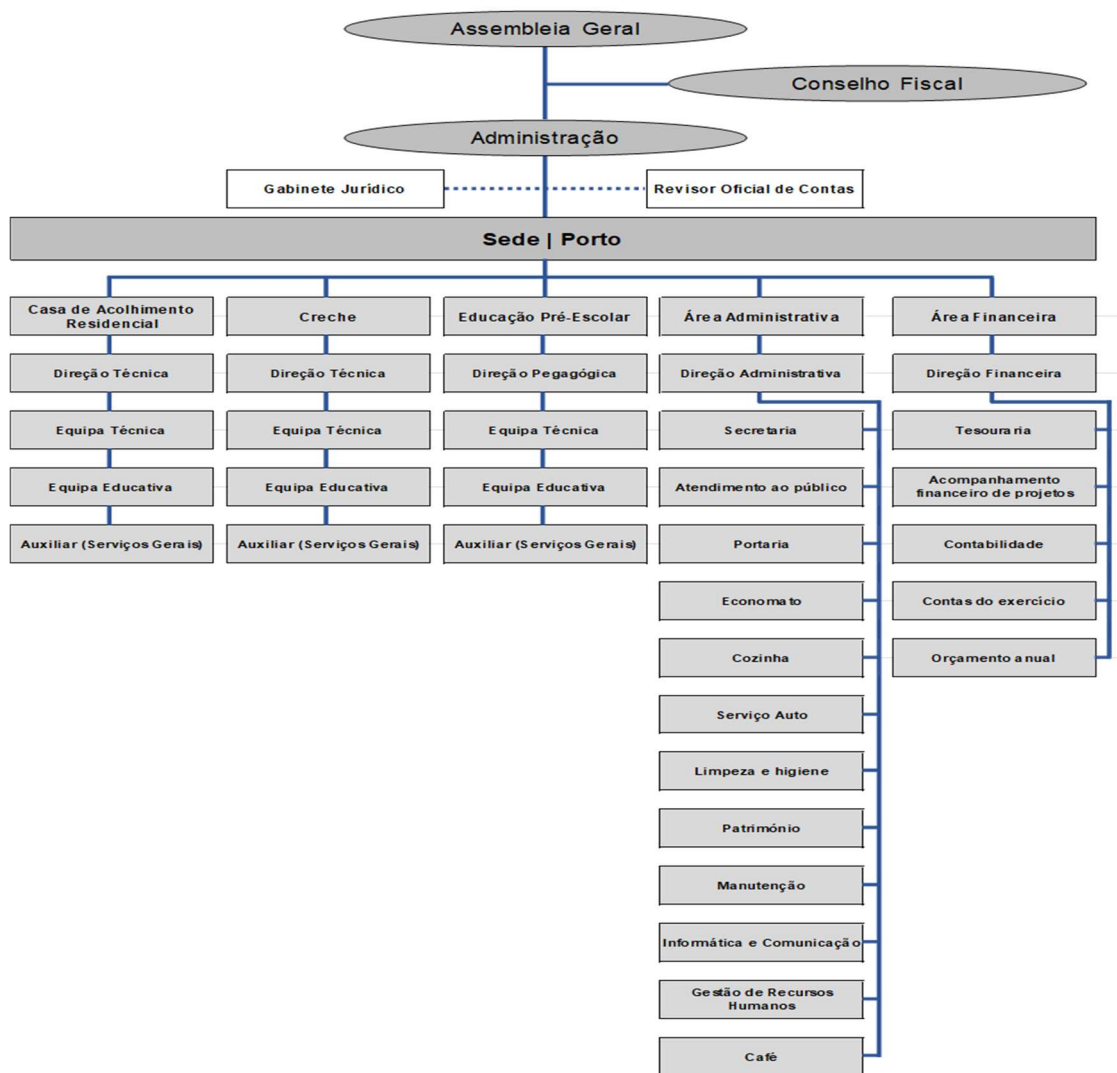 Assembleia Geral
Conselho Fiscal
Administração
Gabinete Jurídico
Revisor Oficial de Contas
Sede | Porto
Casa de Acolhimento
Residencial
Creche
Educação Pré-Escolar
Área Administrativa
Área Financeira
Direção Técnica
Direção Técnica
Direção Pegagógica
Direção Administrativa
Direção Financeira
Equipa Técnica
Equipa Técnica
Equipa Técnica
Secretaria
Tesouraria
Equipa Educativa
Equipa Educativa
Equipa Educativa
Atendimento ao público
Acompanhamento
financeiro de projetos
Auxiliar (Serviços Gerais)
Auxiliar (Serviços Gerais)
Auxiliar (Serviços Gerais)
Portaria
Contabilidade
Economato
Contas do exercício
Cozinha
Orçamento anual
Serviço Auto
Limpeza e higiene
Património
Manutenção
Informática e Comunicação
Gestão de Recursos
Humanos
Café